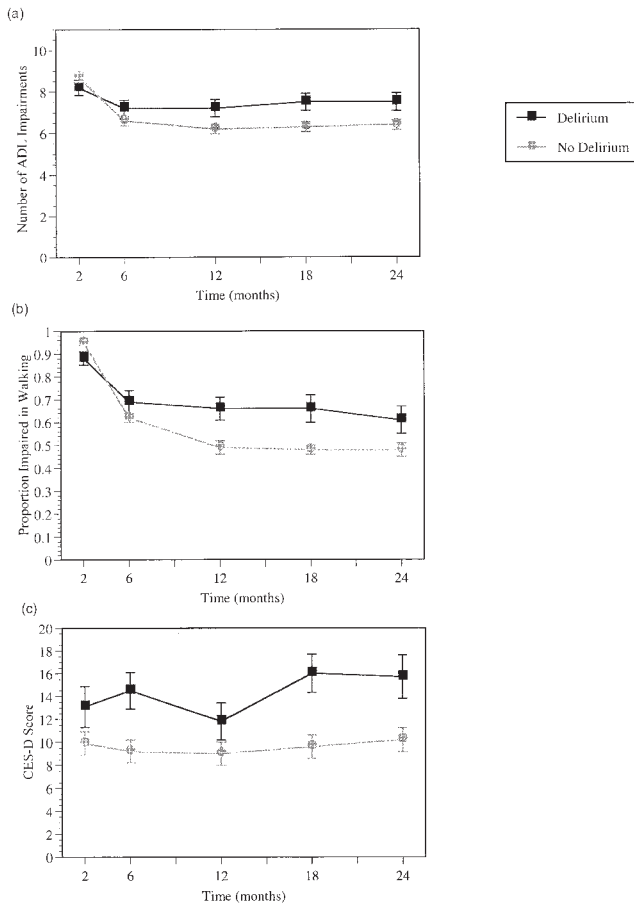 (a)
Number of ADL Impairments
10
8
6
4
2
0
2 6 12 18 24
Time (months)
Delirium
No Delirium
(b)
Proportion Impaired in Walking
1
0.9
0.8
0.7
0.6
0.5
0.4
0.3
0.2
0.1
0
2 6 12 18 24
Time (months)
(c)
CES-D Score
20
18
16
14
12
10
8
6
4
2
0
2 6 12 18 24
Time (months)